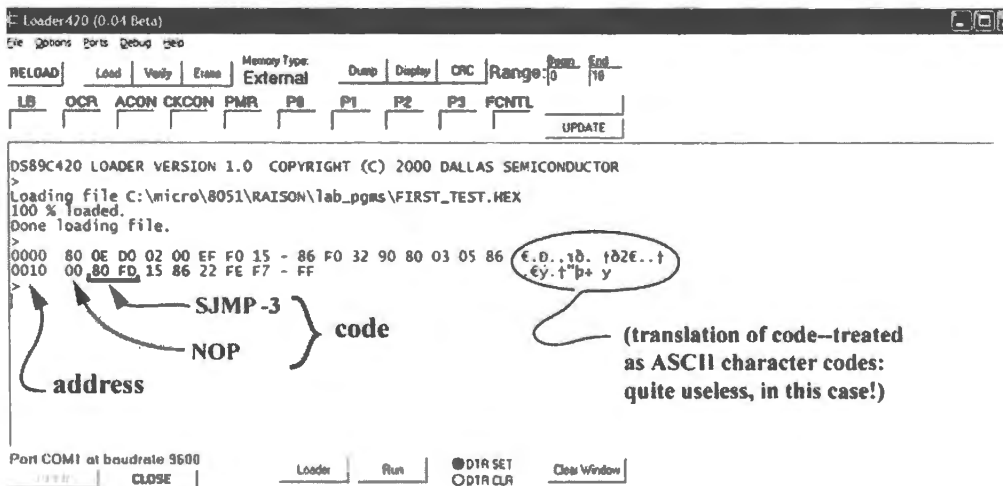 Loader420 (0.04 Beta)
File Options Ports Debug Help
RELOAD Load Verify Erase Memory Type: External Dump Display CRC Range: Begin 0 End 10
LB OCR ACON CKCON PMR P0 P1 P2 P3 FCNTL
UPDATE
DS89C420 LOADER VERSION 1.0 COPYRIGHT (C) 2000 DALLAS SEMICONDUCTOR
>
Loading file C:\micro\8051\RAISON\lab_pgms\FIRST_TEST.HEX
100 % loaded.
Done loading file.
>
0000 80 0E D0 02 00 EF F0 15 - 86 F0 32 90 80 03 05 86
0010 00 80 FD 15 86 22 FE F7 - FF
>
SJMP -3
NOP
code
address
(translation of code--treated
as ASCII character codes:
quite useless, in this case!)
Port COM1 at baudrate 9600
CLOSE Loader Run DTR SET Clear Window
DTR CLR